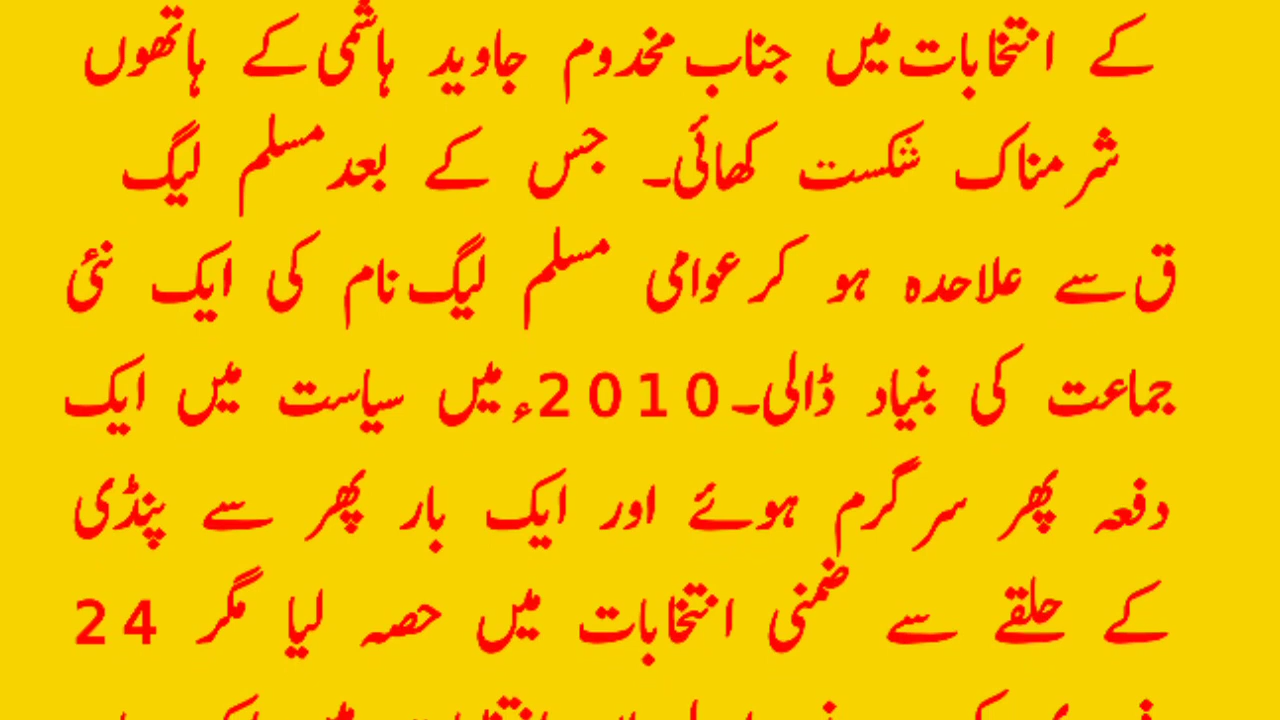 کے انتخابات میں جناب مخدوم جاوید ہاشمی کے ہاتھوں
شرمناک شکست کھائی۔ جس کے بعد مسلم لیگ
ق سے علاحدہ ہو کر عوامی مسلم لیگ نام کی ایک نئی
جماعت کی بنیاد ڈالی۔2010ء میں سیاست میں ایک
دفعہ پھر سرگرم ہوئے اور ایک بار پھر سے پنڈی
کے حلقے سے ضمنی انتخابات میں حصہ لیا مگر 24